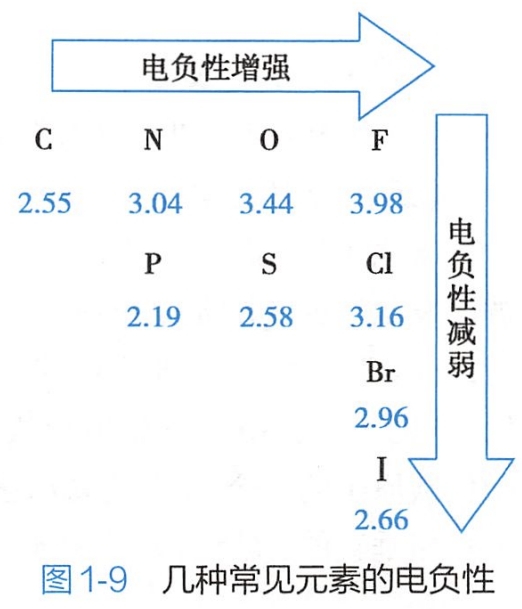 电负性增强
C N O F
2.55 3.04 3.44 3.98
P S Cl
2.19 2.58 3.16
Br
2.96
I
2.66
电负性减弱
图1-9 几种常见元素的电负性